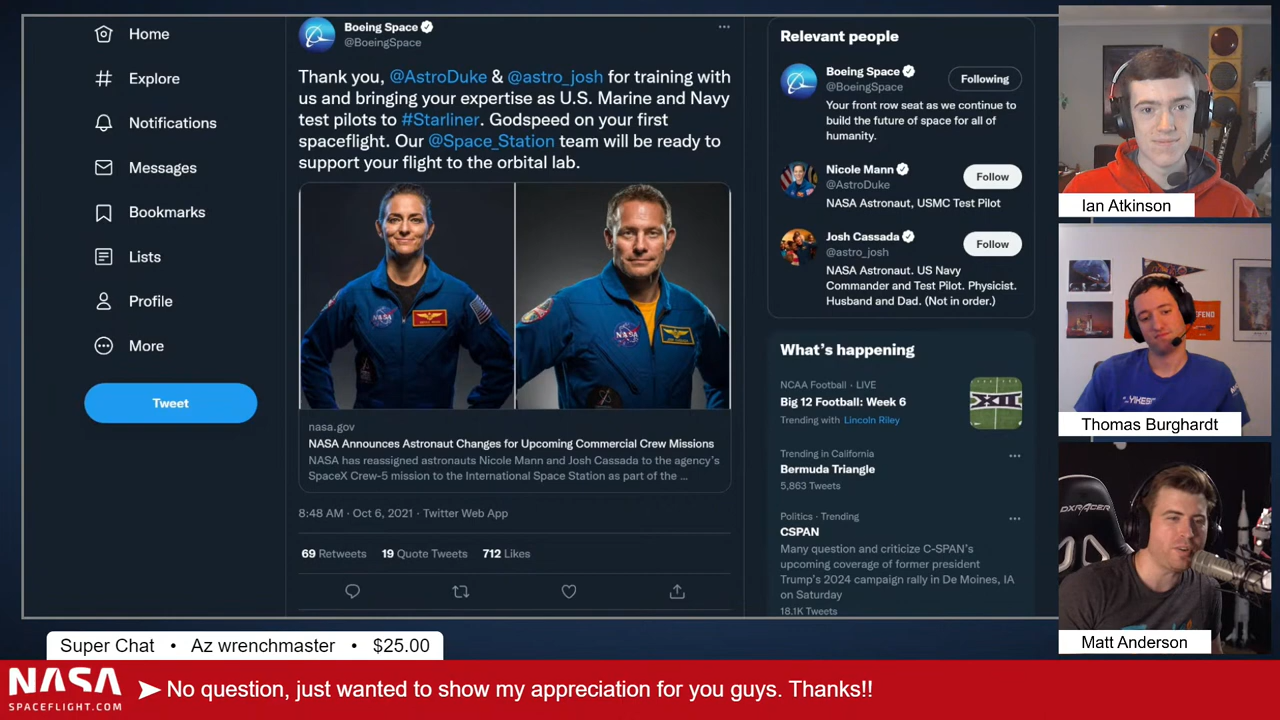 Home
Explore
Notifications
Messages
Bookmarks
Lists
Profile
More
Tweet
Boeing Space
@BoeingSpace
Thank you, @AstroDuke & @astro_josh for training with
us and bringing your expertise as U.S. Marine and Navy
test pilots to #Starliner. Godspeed on your first
spaceflight. Our @Space_Station team will be ready to
support your flight to the orbital lab.
NASA
NASA
nasa.gov
NASA Announces Astronaut Changes for Upcoming Commercial Crew Missions
NASA has reassigned astronauts Nicole Mann and Josh Cassada to the agency's
SpaceX Crew-5 mission to the International Space Station as part of the ...
8:48 AM · Oct 6, 2021 · Twitter Web App
69 Retweets 19 Quote Tweets 712 Likes
Relevant people
Boeing Space
@BoeingSpace
Following
Your front row seat as we continue to
build the future of space for all of
humanity.
Nicole Mann
@AstroDuke
Follow
NASA Astronaut, USMC Test Pilot
Josh Cassada
@astro_josh
Follow
NASA Astronaut. US Navy
Commander and Test Pilot. Physicist.
Husband and Dad. (Not in order.)
What's happening
NCAA Football · LIVE
Big 12 Football: Week 6
Trending with Lincoln Riley
XII
Trending in California
Bermuda Triangle
5,863 Tweets
Politics · Trending
CSPAN
Many question and criticize C-SPAN's
upcoming coverage of former president
Trump's 2024 campaign rally in De Moines, IA
on Saturday
18.1K Tweets
Ian Atkinson
Thomas Burghardt
DXRACER
Matt Anderson
Super Chat • Az wrenchmaster • $25.00
NASA
SPACEFLIGHT.COM
No question, just wanted to show my appreciation for you guys. Thanks!!